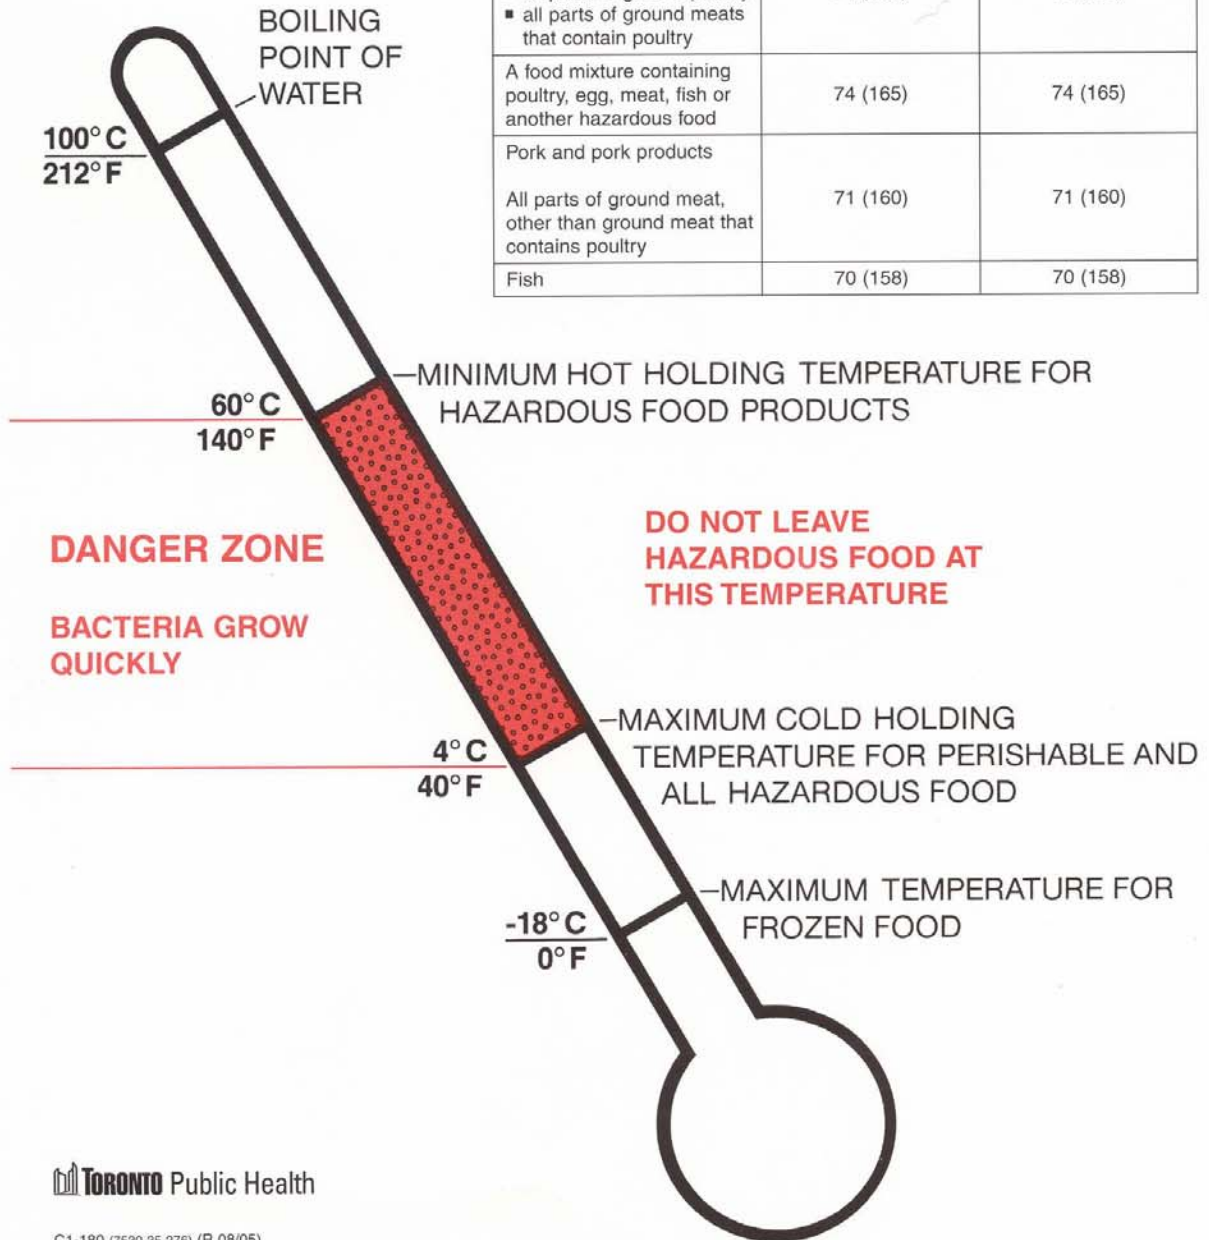 BOILING
POINT OF
WATER
100°C
212°F
■ all parts of ground meats
that contain poultry
A food mixture containing
poultry, egg, meat, fish or
another hazardous food
74 (165)
74 (165)
Pork and pork products
All parts of ground meat,
other than ground meat that
contains poultry
71 (160)
71 (160)
Fish
70 (158)
70 (158)
MINIMUM HOT HOLDING TEMPERATURE FOR
HAZARDOUS FOOD PRODUCTS
60°C
140°F
DANGER ZONE
BACTERIA GROW
QUICKLY
DO NOT LEAVE
HAZARDOUS FOOD AT
THIS TEMPERATURE
MAXIMUM COLD HOLDING
TEMPERATURE FOR PERISHABLE AND
ALL HAZARDOUS FOOD
4°C
40°F
MAXIMUM TEMPERATURE FOR
FROZEN FOOD
-18°C
0°F
TORONTO Public Health